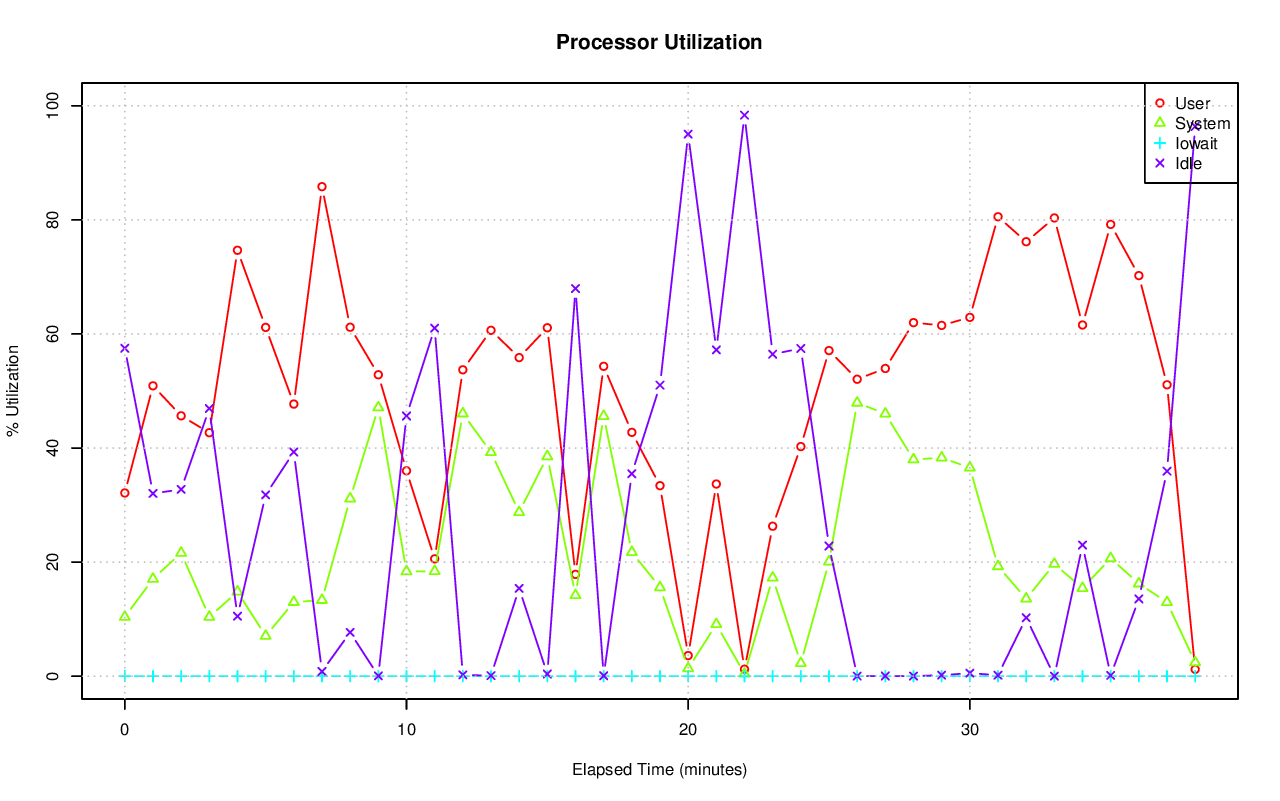 Processor Utilization
User
System
Iowait
Idle
% Utilization
100
80
60
40
20
0
0 10 20 30
Elapsed Time (minutes)